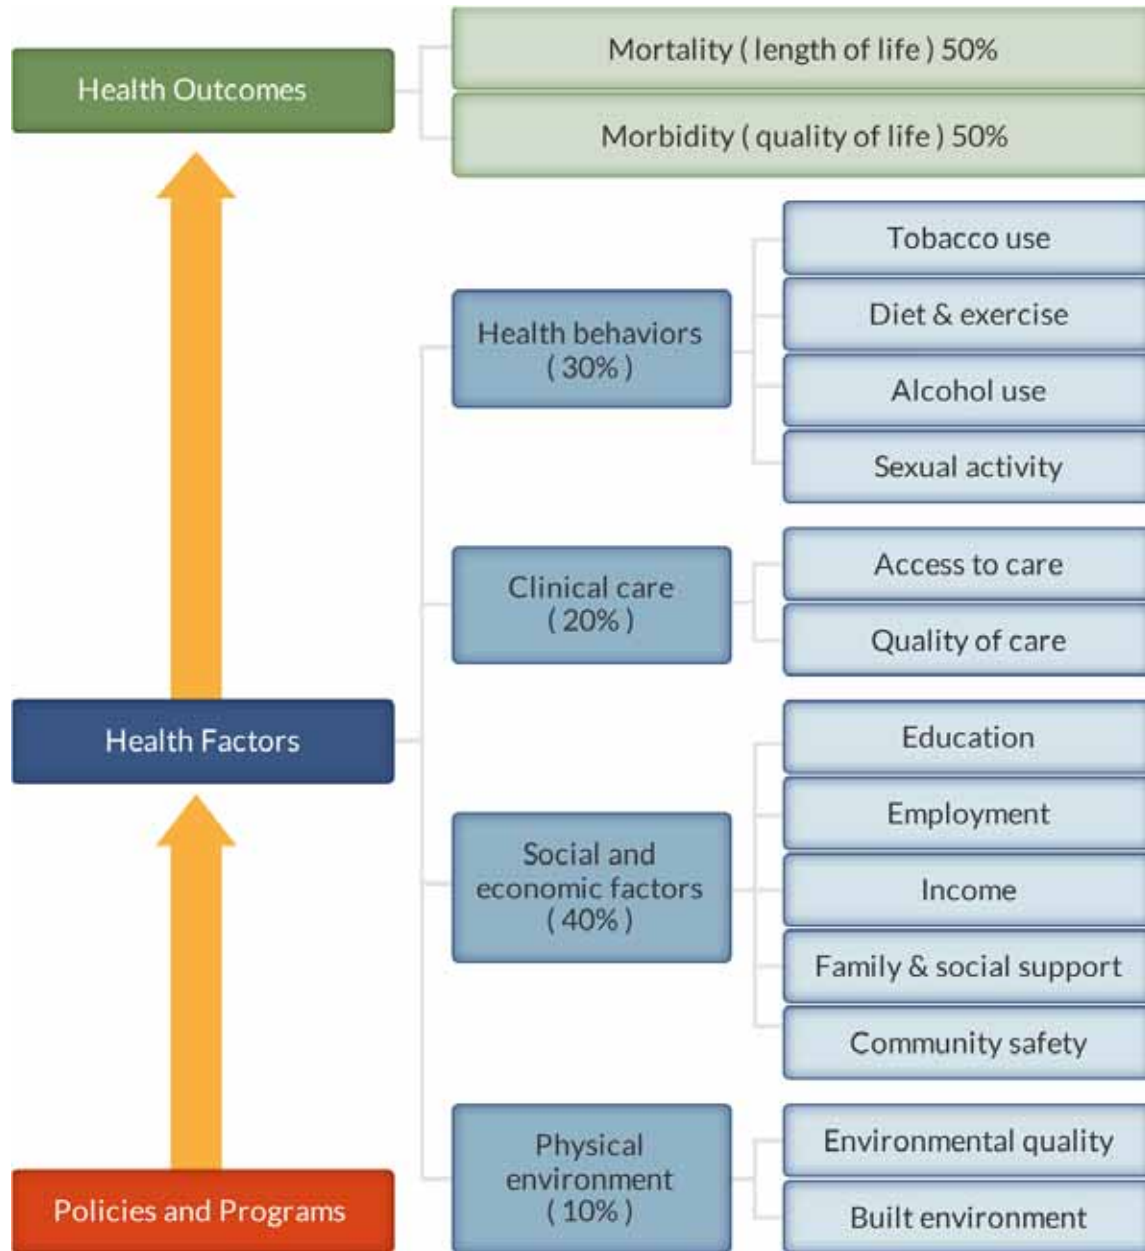 Health Outcomes
Mortality ( length of life ) 50%
Morbidity ( quality of life ) 50%
Health Factors
Health behaviors
( 30% )
Tobacco use
Diet & exercise
Alcohol use
Sexual activity
Clinical care
( 20% )
Access to care
Quality of care
Social and
economic factors
( 40% )
Education
Employment
Income
Family & social support
Community safety
Physical
environment
( 10% )
Environmental quality
Built environment
Policies and Programs